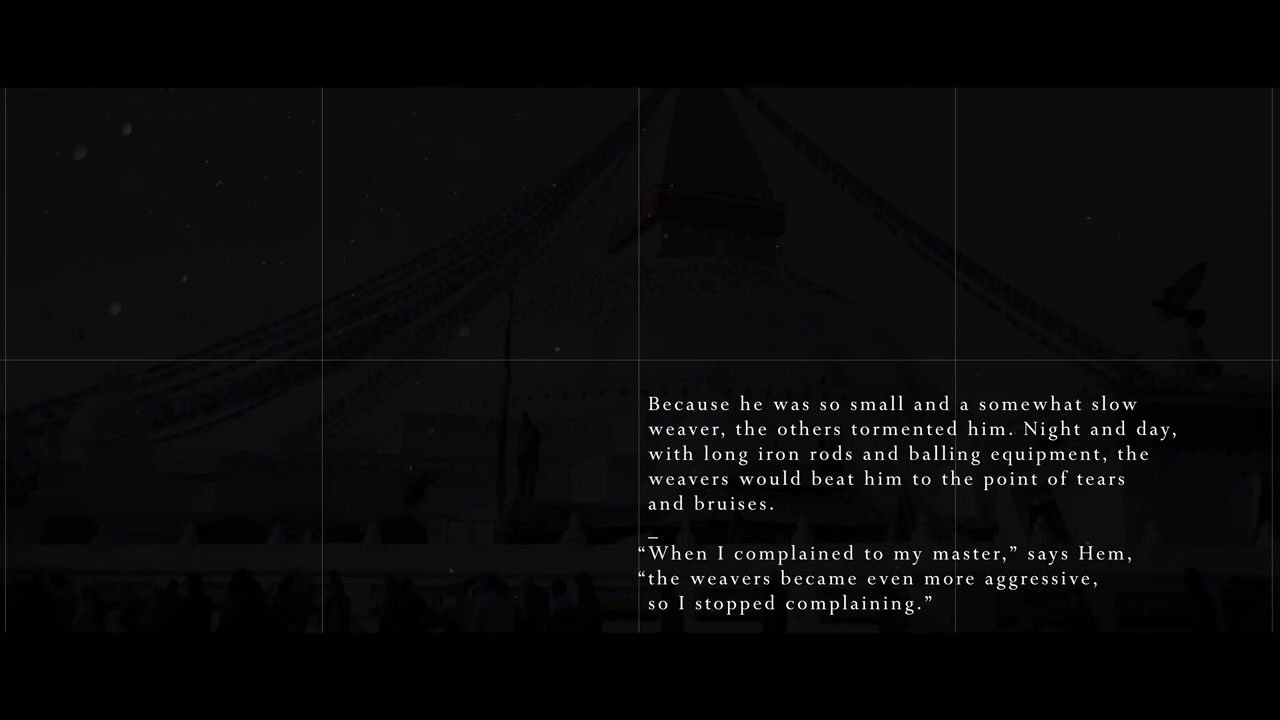 Because he was so small and a somewhat slow
weaver, the others tormented him. Night and day,
with long iron rods and balling equipment, the
weavers would beat him to the point of tears
and bruises.
–
“When I complained to my master,” says Hem,
“the weavers became even more aggressive,
so I stopped complaining.”